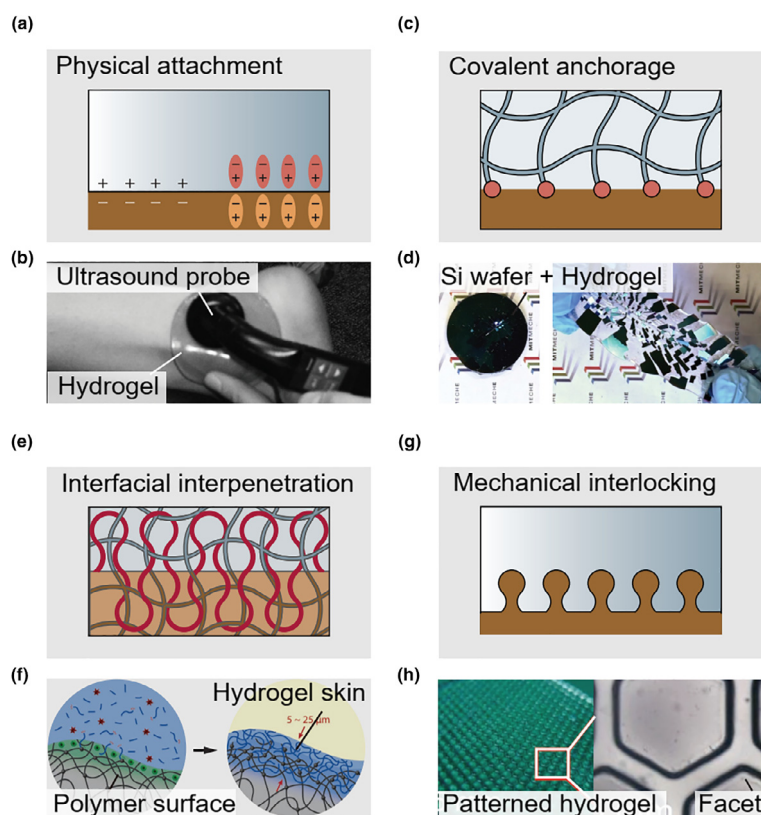 (a)
Physical attachment
+ + + +
− − − −
− − − −
+ + + +
− − − −
+ + + +
(b)
Ultrasound probe
Hydrogel
(c)
Covalent anchorage
(d)
Si wafer + Hydrogel
MITMECHE
(e)
Interfacial interpenetration
(f)
Hydrogel skin
5 ~ 25 μm
Polymer surface
(g)
Mechanical interlocking
(h)
Patterned hydrogel
Facet